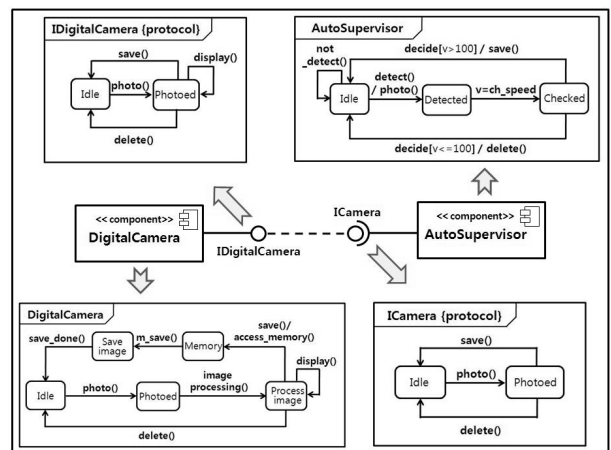 IDigitalCamera {protocol}
save()
display()
Idle
photo()
Photoed
delete()
AutoSupervisor
not
_detect()
decide[v>100] / save()
detect()
/ photo()
v=ch_speed
Idle
Detected
Checked
decide[v<=100] / delete()
<< component>>
DigitalCamera
IDigitalCamera
ICamera
<< component>>
AutoSupervisor
DigitalCamera
save_done()
Save
image
m_save()
Memory
save()/
access_memory()
display()
Idle
photo()
Photoed
image
processing()
Process
image
delete()
ICamera {protocol}
save()
Idle
photo()
Photoed
delete()